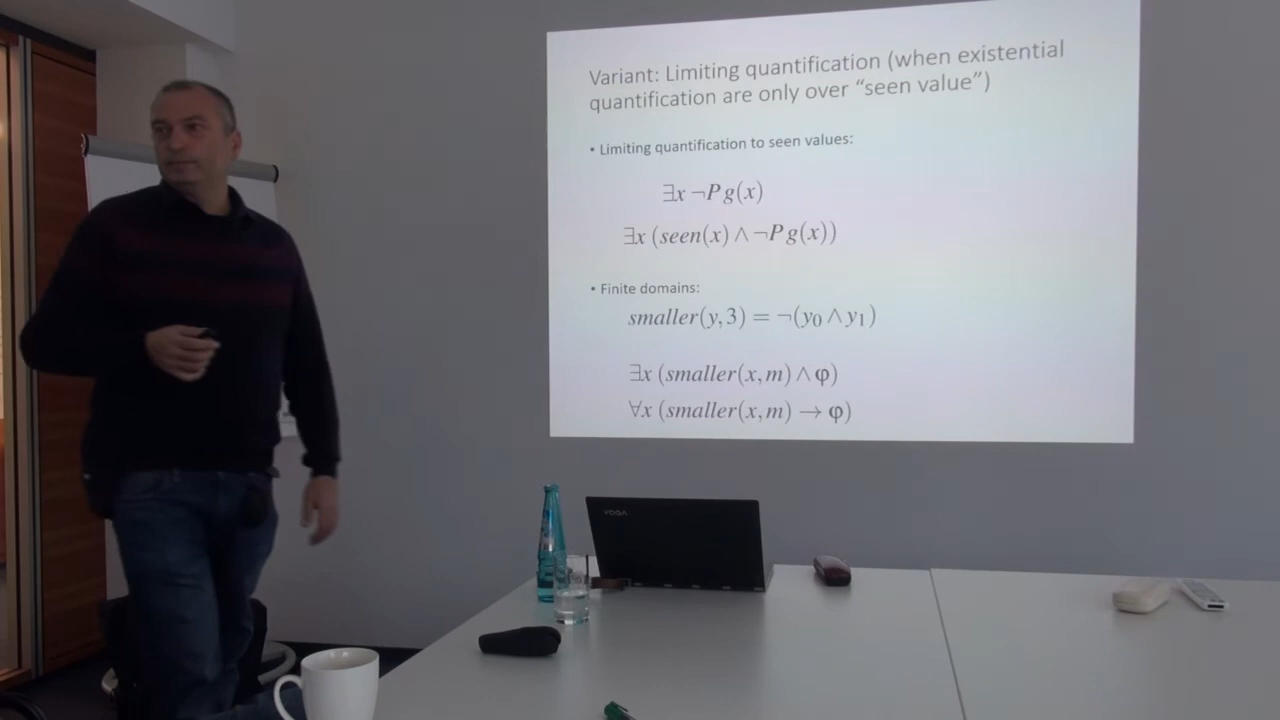 Variant: Limiting quantification (when existential
quantification are only over “seen value”)
• Limiting quantification to seen values:
∃x ¬P g(x)
∃x (seen(x) ∧ ¬P g(x))
• Finite domains:
smaller(y, 3) = ¬(y₀ ∧ y₁)
∃x (smaller(x, m) ∧ φ)
∀x (smaller(x, m) → φ)
YOGA